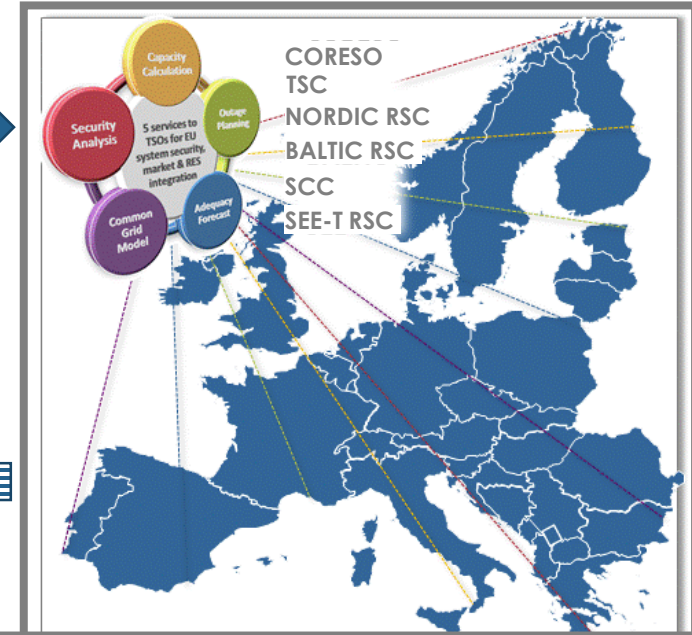 Capacity
Calculation
Security
Analysis
Outage
Planning
5 services to
TSOs for EU
system security,
market & RES
integration
Common
Grid
Model
Adequacy
Forecast
CORESO
TSC
NORDIC RSC
BALTIC RSC
SCC
SEE-T RSC